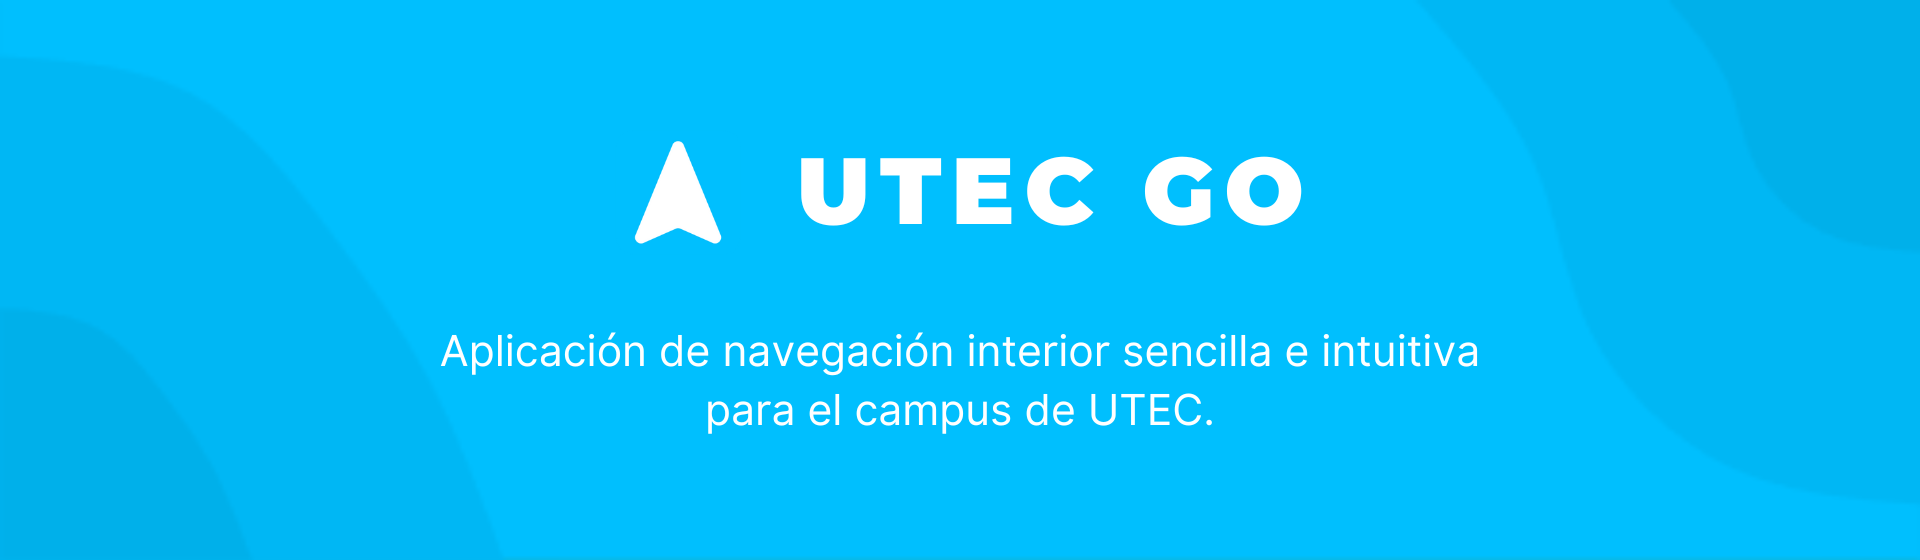 UTEC GO
Aplicación de navegación interior sencilla e intuitiva
para el campus de UTEC.